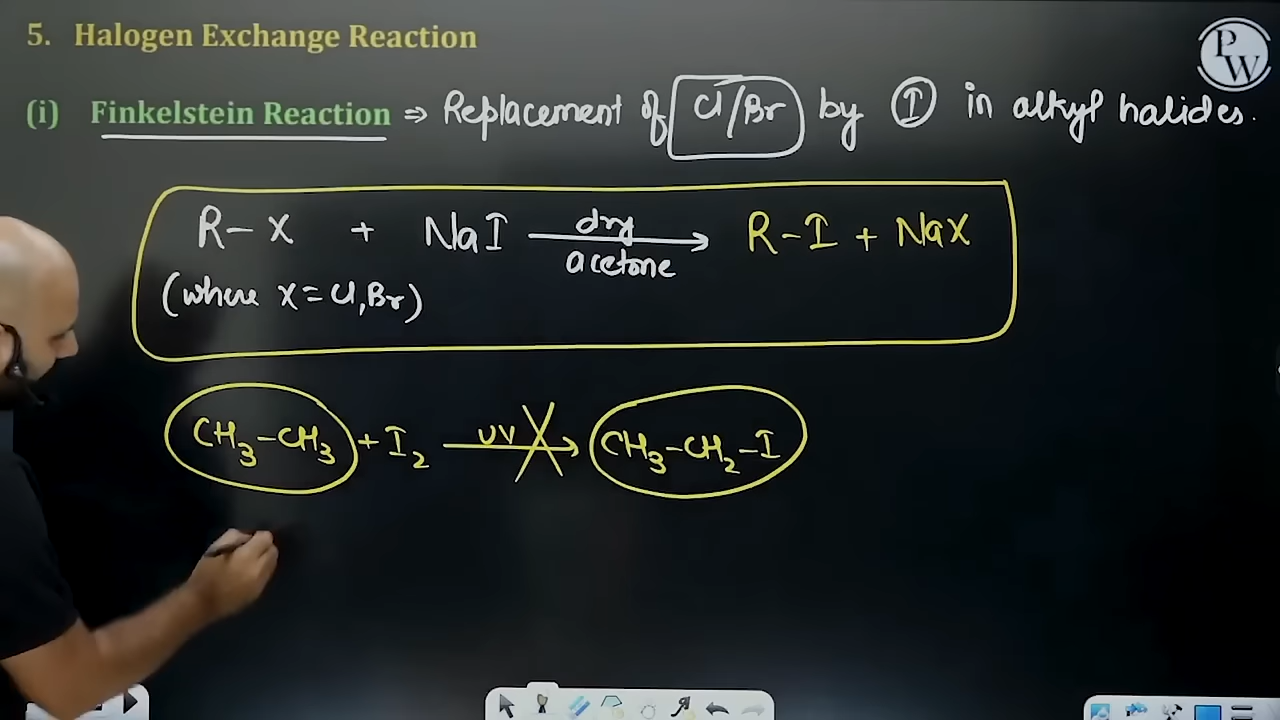 5. Halogen Exchange Reaction
PW
(i) Finkelstein Reaction ⇒ Replacement of Cl/Br by I in alkyl halides.
R-X + NaI dry acetone → R-I + NaX
(where X=Cl,Br)
CH3-CH3 + I2 UV → CH3-CH2-I